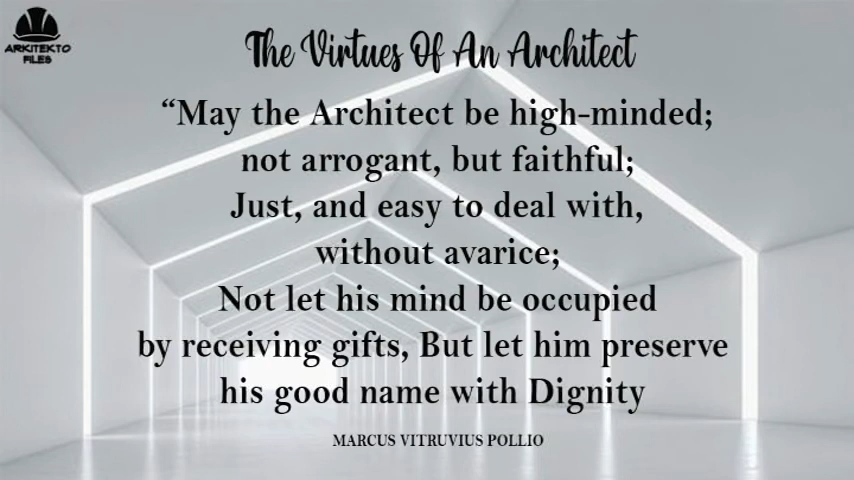 ARKITEKTO
FILES
The Virtues Of An Architect
“May the Architect be high-minded;
not arrogant, but faithful;
Just, and easy to deal with,
without avarice;
Not let his mind be occupied
by receiving gifts, But let him preserve
his good name with Dignity
MARCUS VITRUVIUS POLLIO